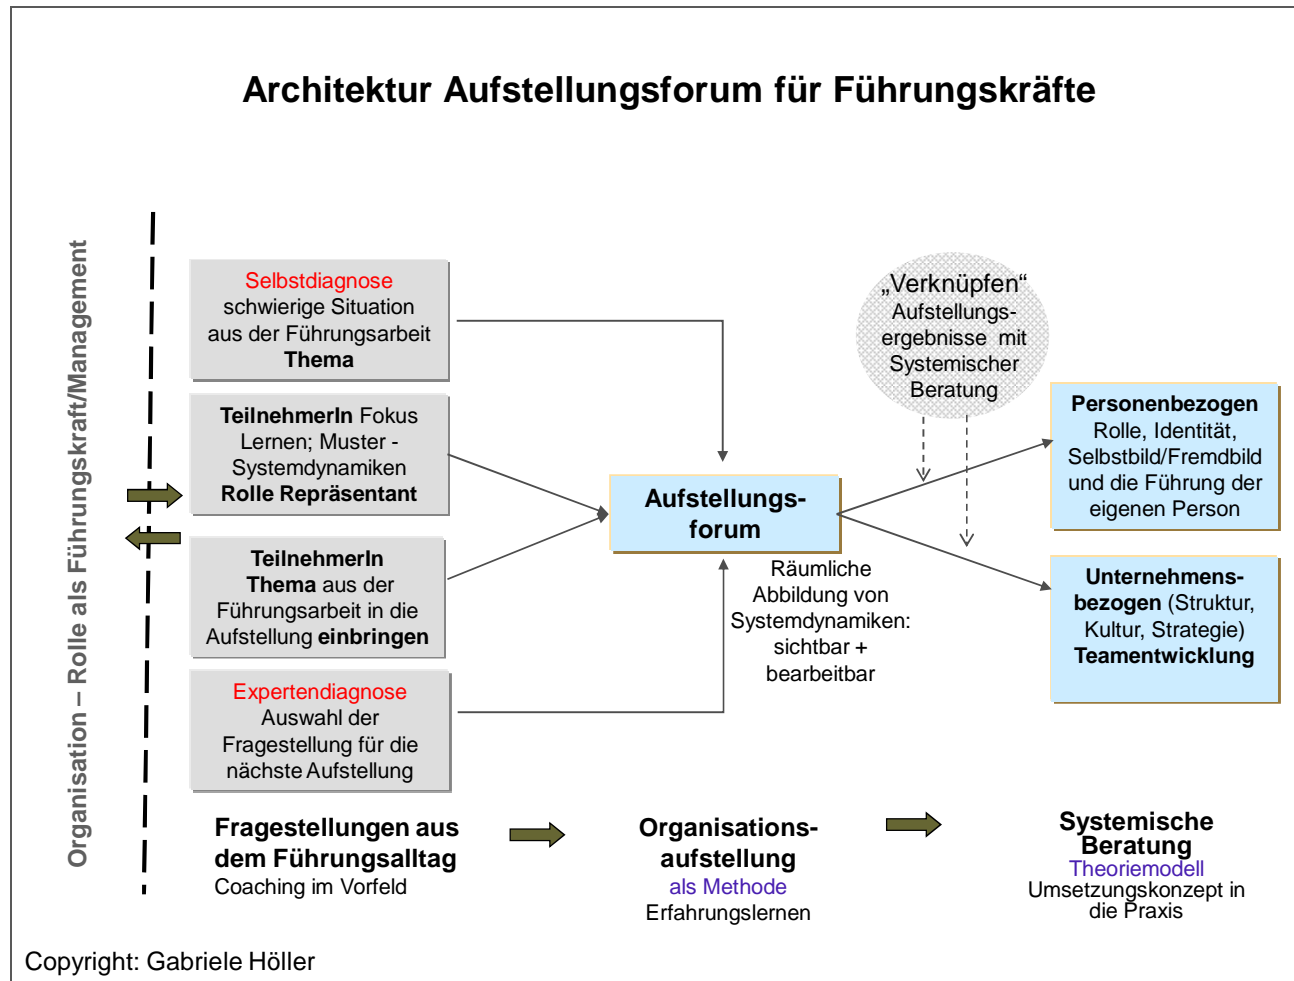 Architektur Aufstellungsforum für Führungskräfte
Organisation – Rolle als Führungskraft/Management
Selbstdiagnose
schwierige Situation
aus der Führungsarbeit
Thema
TeilnehmerIn Fokus
Lernen; Muster -
Systemdynamiken
Rolle Repräsentant
TeilnehmerIn
Thema aus der
Führungsarbeit in die
Aufstellung einbringen
Expertendiagnose
Auswahl der
Fragestellung für die
nächste Aufstellung
Aufstellungs-
forum
Räumliche
Abbildung von
Systemdynamiken:
sichtbar +
bearbeitbar
„Verknüpfen“
Aufstellungs-
ergebnisse mit
Systemischer
Beratung
Personenbezogen
Rolle, Identität,
Selbstbild/Fremdbild
und die Führung der
eigenen Person
Unternehmens-
bezogen (Struktur,
Kultur, Strategie)
Teamentwicklung
Fragestellungen aus
dem Führungsalltag
Coaching im Vorfeld
Organisations-
aufstellung
als Methode
Erfahrungslernen
Systemische
Beratung
Theoriemodell
Umsetzungskonzept in
die Praxis
Copyright: Gabriele Höller